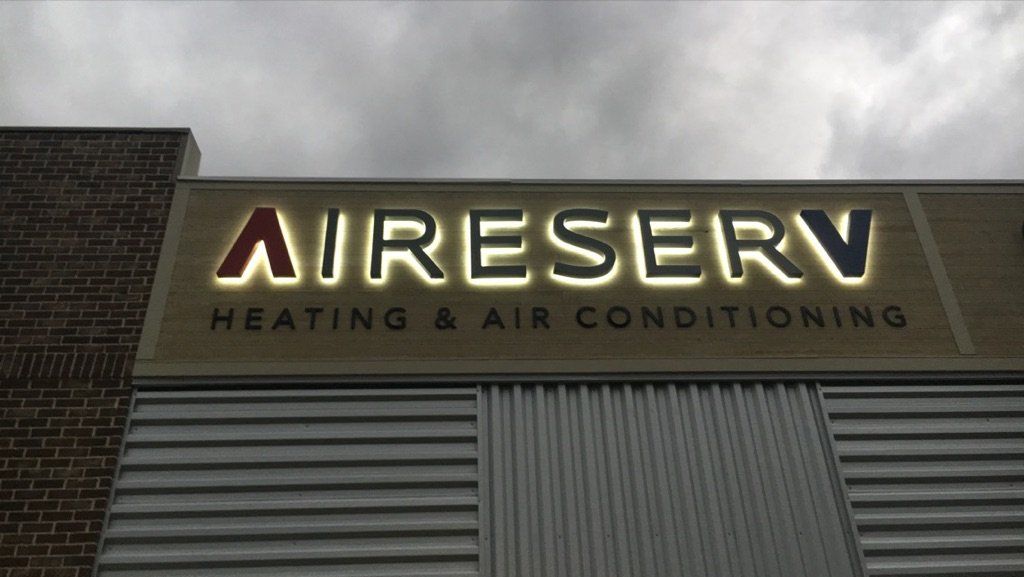 AIRESERV
HEATING & AIR CONDITIONING